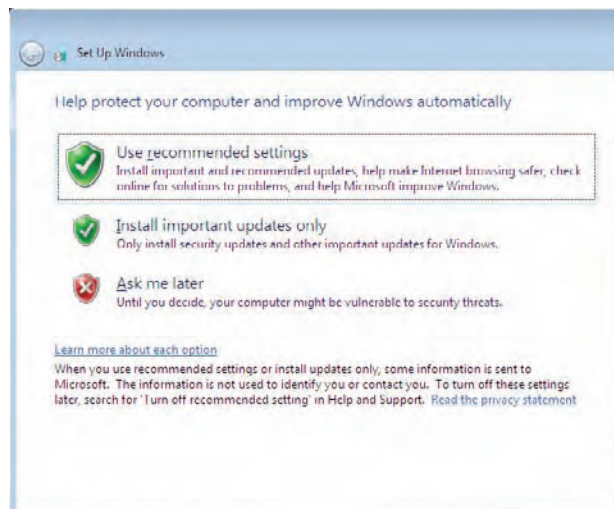 Set Up Windows
Help protect your computer and improve Windows automatically
Use recommended settings
Install important and recommended updates, help make Internet browsing safer, check
online for solutions to problems, and help Microsoft improve Windows.
Install important updates only
Only install security updates and other important updates for Windows.
Ask me later
Until you decide, your computer might be vulnerable to security threats.
Learn more about each option
When you use recommended settings or install updates only, some information is sent to
Microsoft. The information is not used to identify you or contact you. To turn off these settings
later, search for 'Turn off recommended setting' in Help and Support. Read the privacy statement